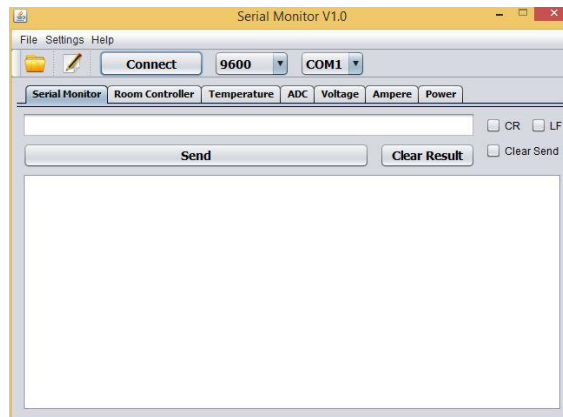 Serial Monitor V1.0
File Settings Help
Connect 9600 COM1
Serial Monitor Room Controller Temperature ADC Voltage Ampere Power
CR LF
Send Clear Result Clear Send